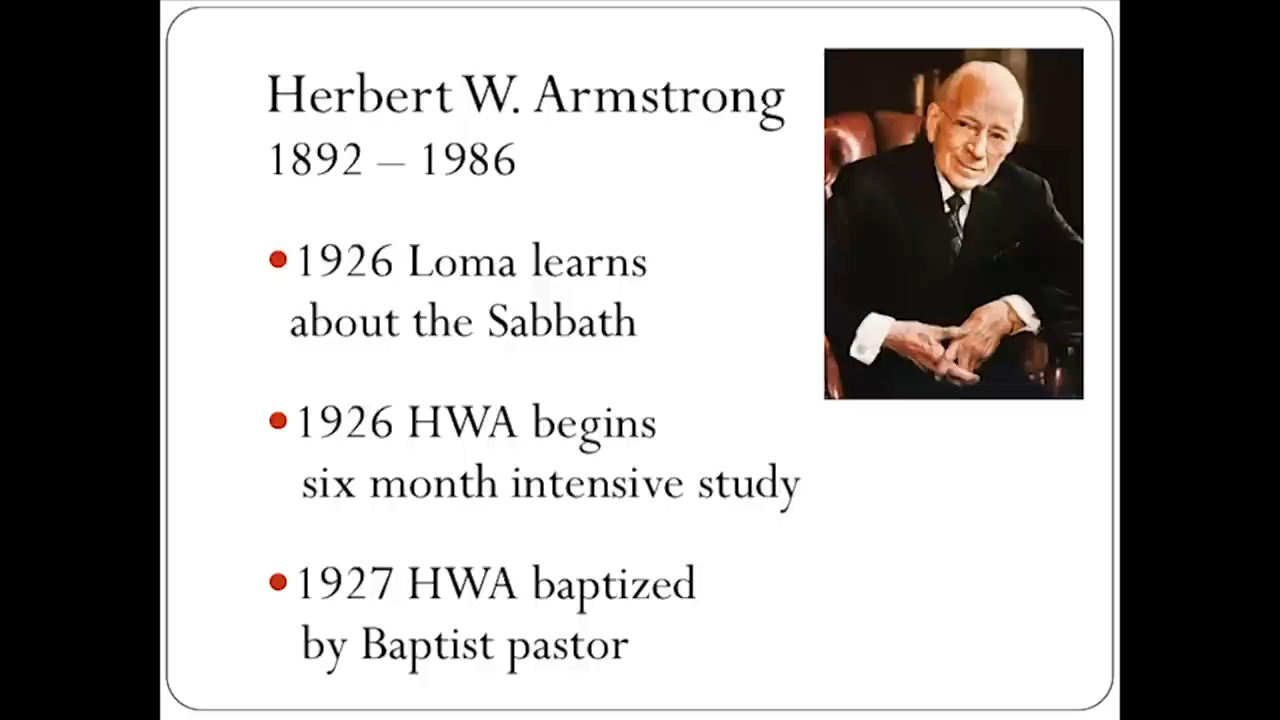 Herbert W. Armstrong
1892 – 1986
•1926 Loma learns
about the Sabbath
•1926 HWA begins
six month intensive study
•1927 HWA baptized
by Baptist pastor